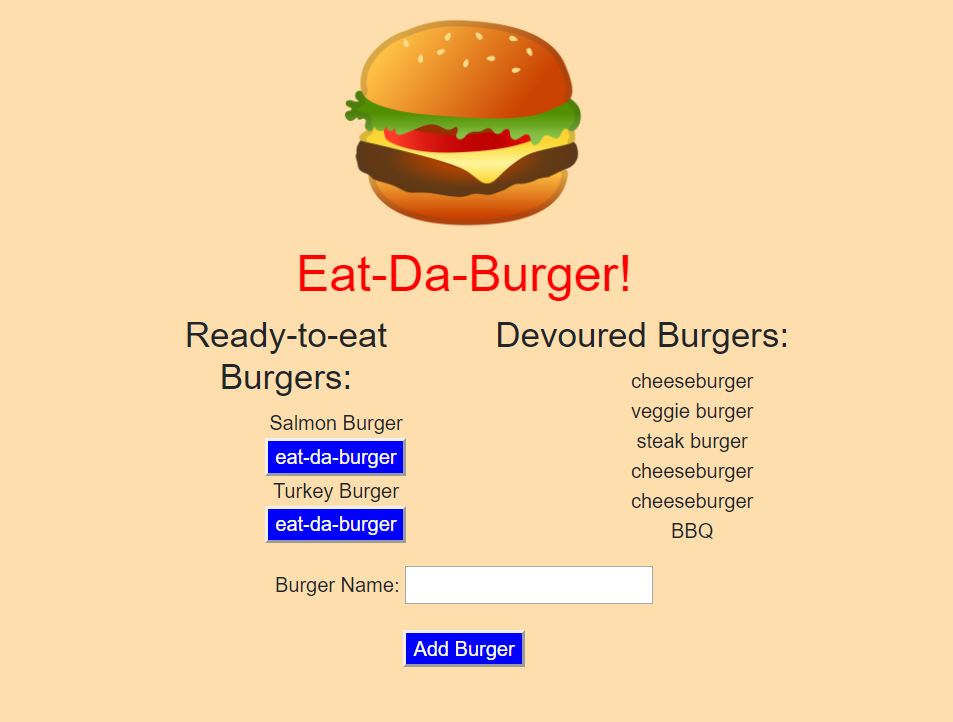 Eat-Da-Burger!
Ready-to-eat
Burgers:
Salmon Burger
eat-da-burger
Turkey Burger
eat-da-burger
Devoured Burgers:
cheeseburger
veggie burger
steak burger
cheeseburger
cheeseburger
BBQ
Burger Name:
Add Burger